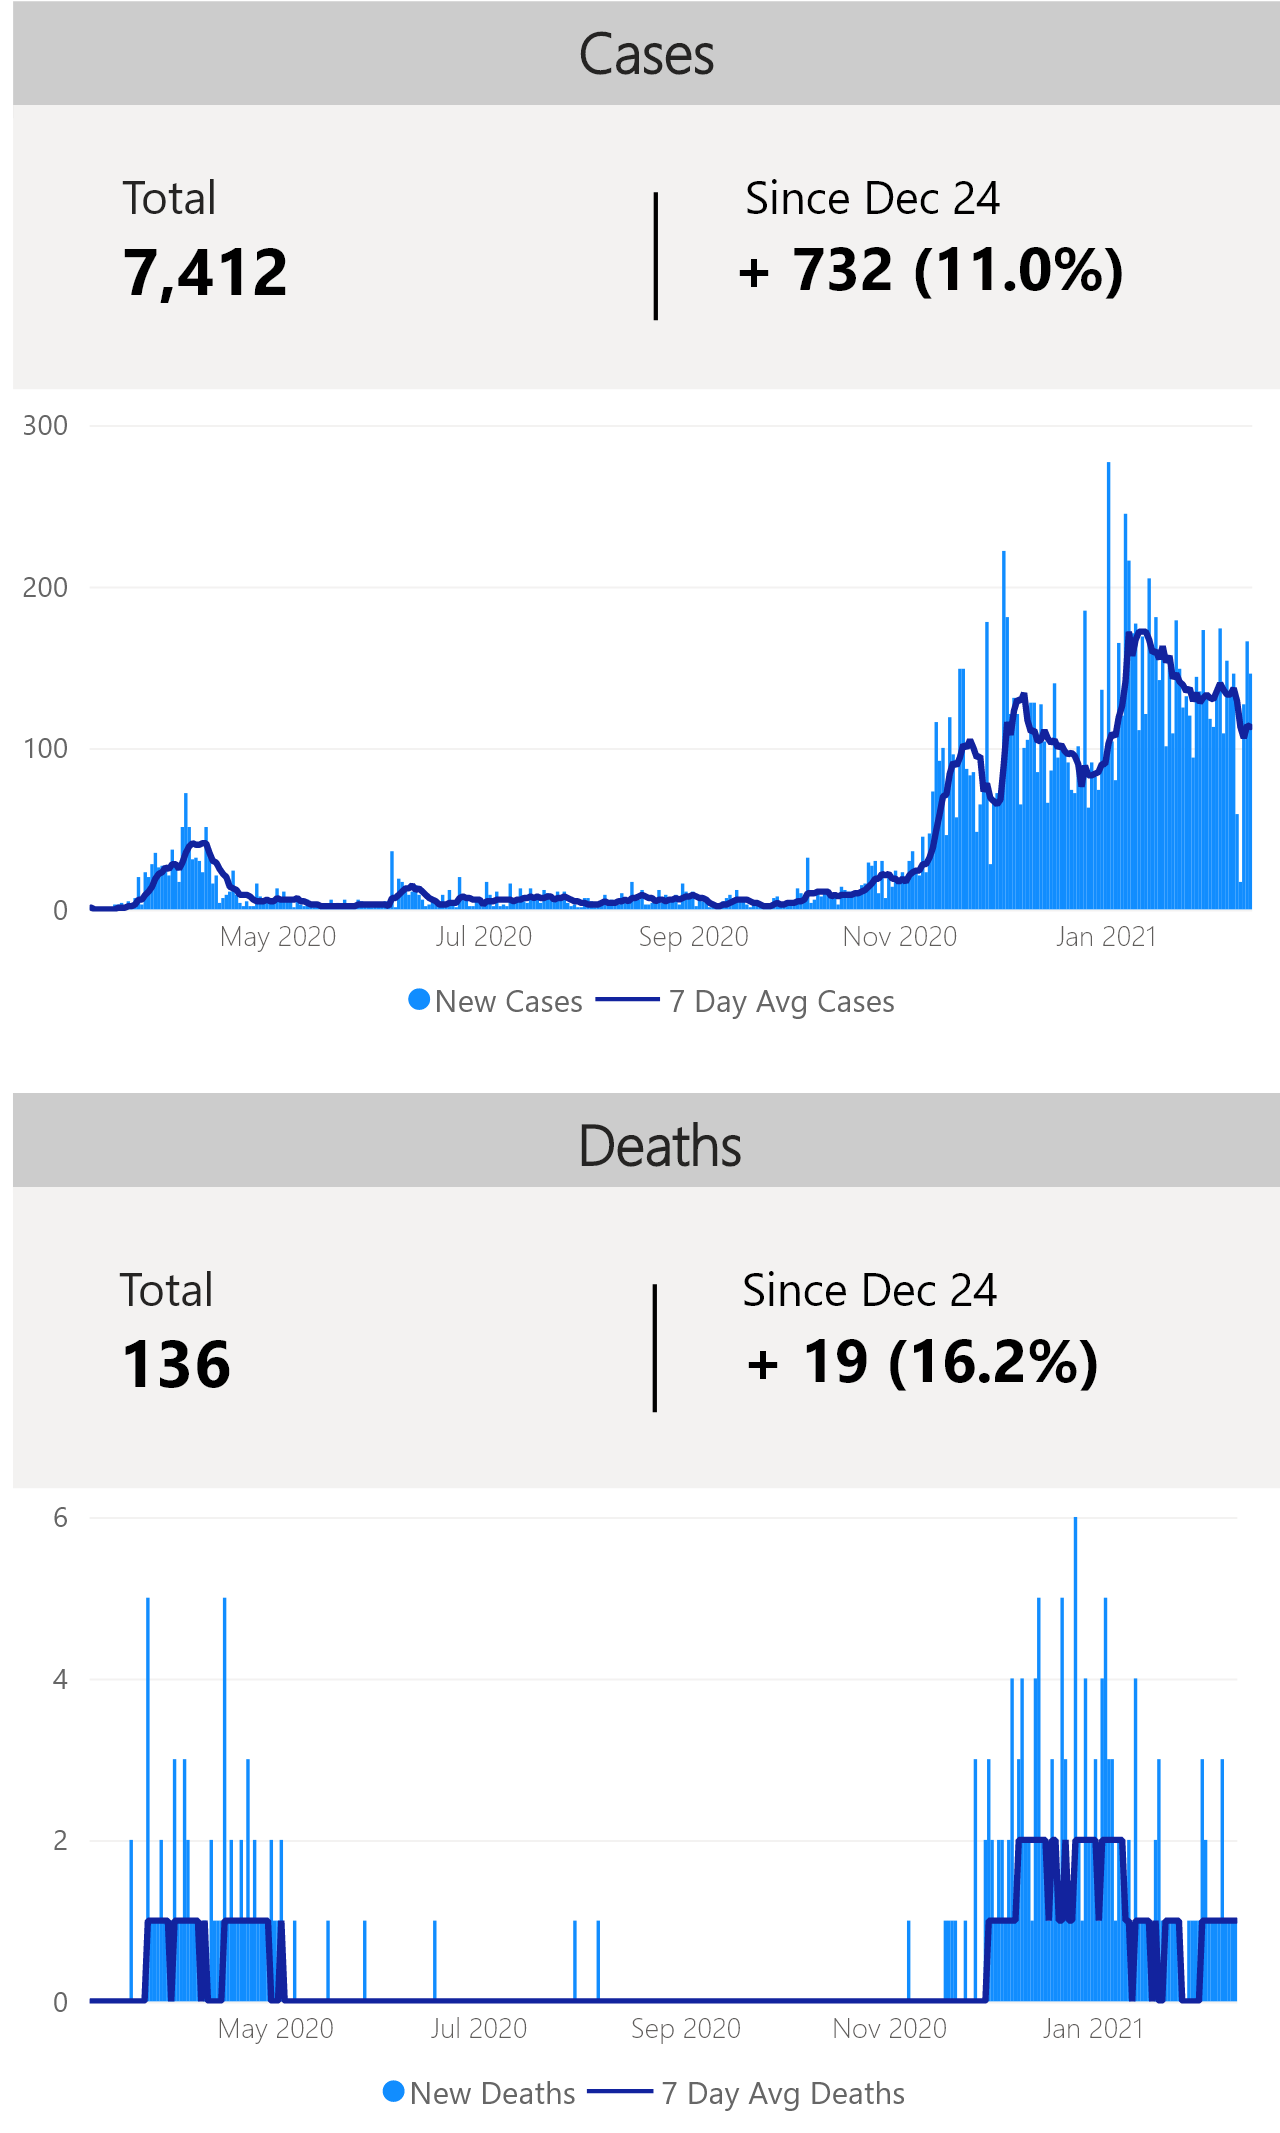 Cases
Total
Since Dec 24
7,412
+ 732 (11.0%)
300
200
100
0
May 2020
Jul 2020
Sep 2020
Nov 2020
Jan 2021
New Cases
7 Day Avg Cases
Deaths
Total
Since Dec 24
136
+ 19 (16.2%)
6
4
2
0
May 2020
Jul 2020
Sep 2020
Nov 2020
Jan 2021
New Deaths
7 Day Avg Deaths